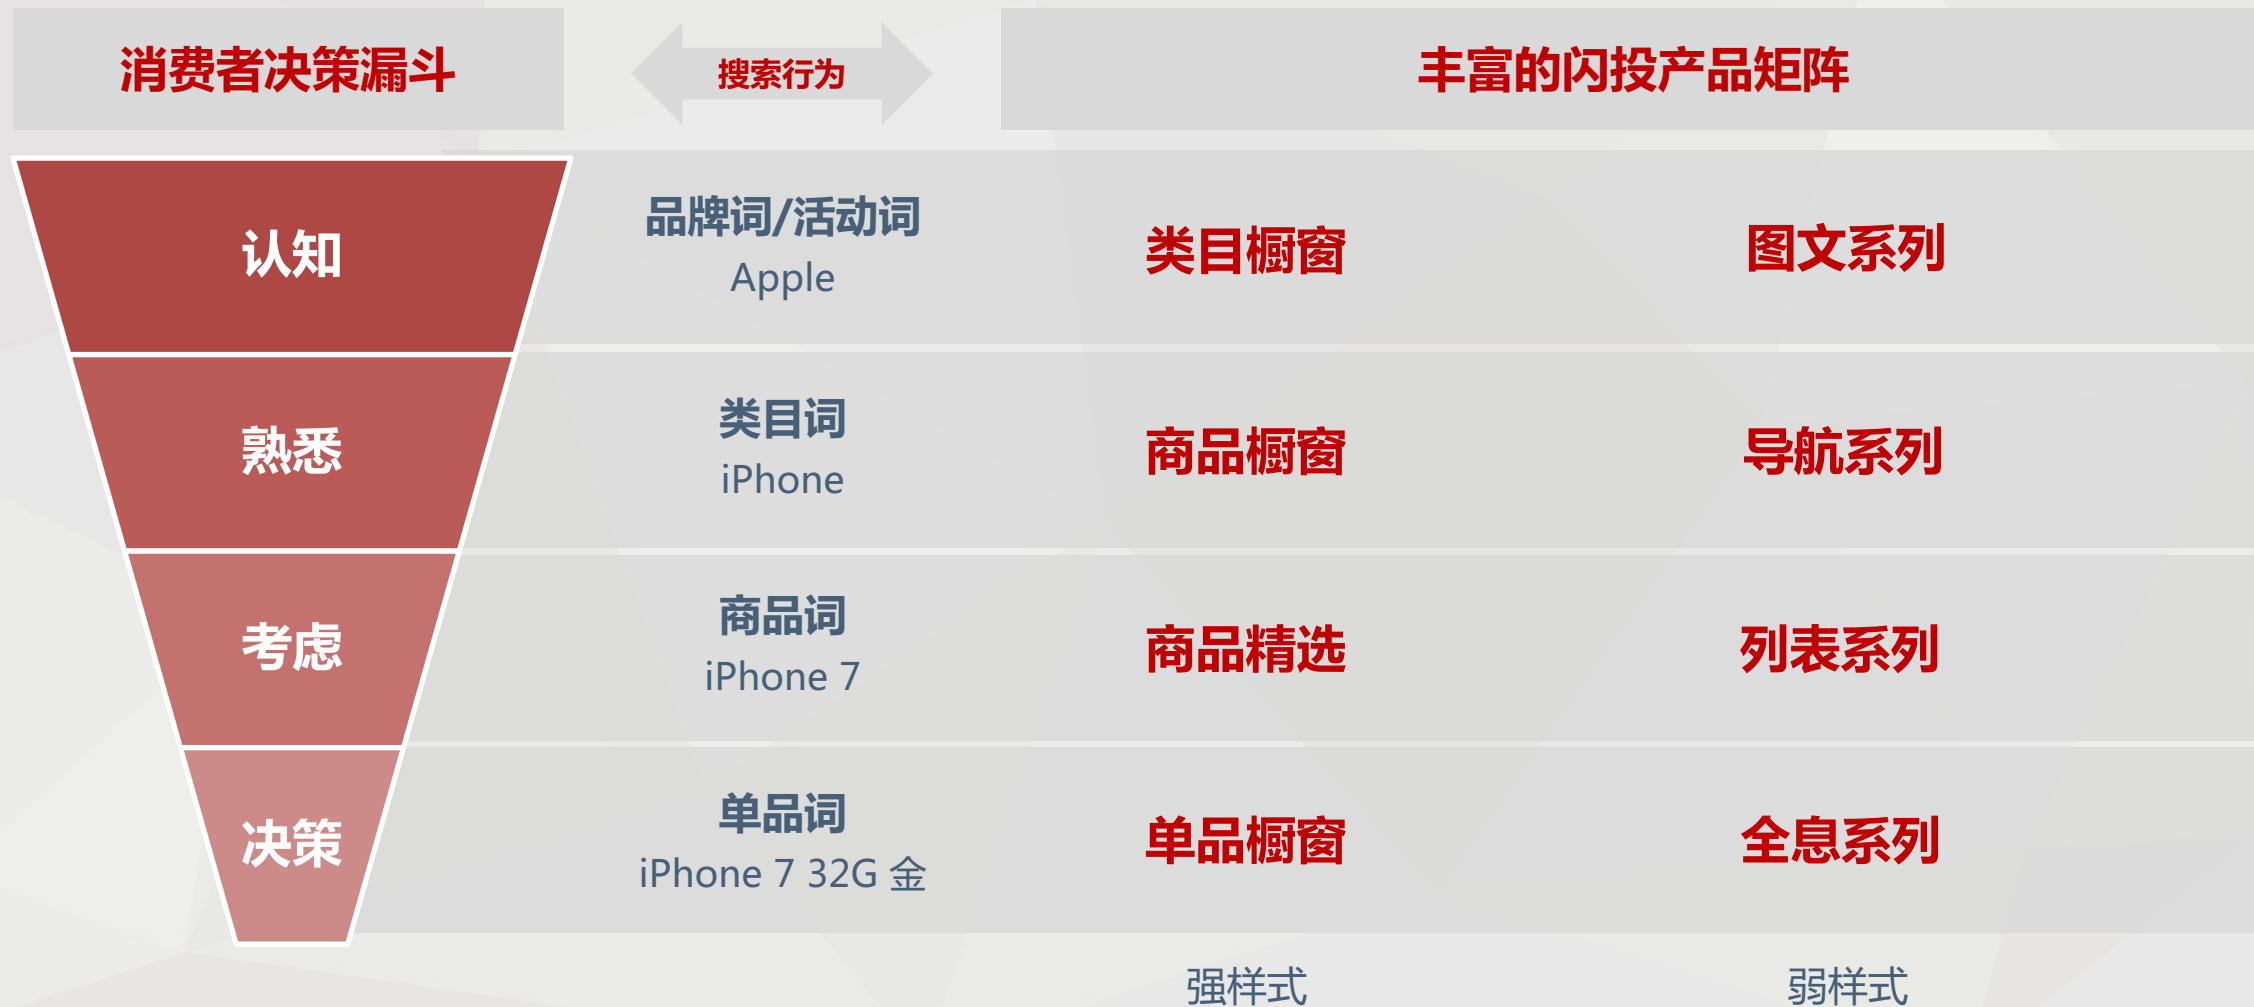 消费者决策漏斗
搜索行为
丰富的闪投产品矩阵
认知
品牌词/活动词
Apple
类目橱窗
图文系列
熟悉
类目词
iPhone
商品橱窗
导航系列
考虑
商品词
iPhone 7
商品精选
列表系列
决策
单品词
iPhone 7 32G 金
单品橱窗
全息系列
强样式
弱样式